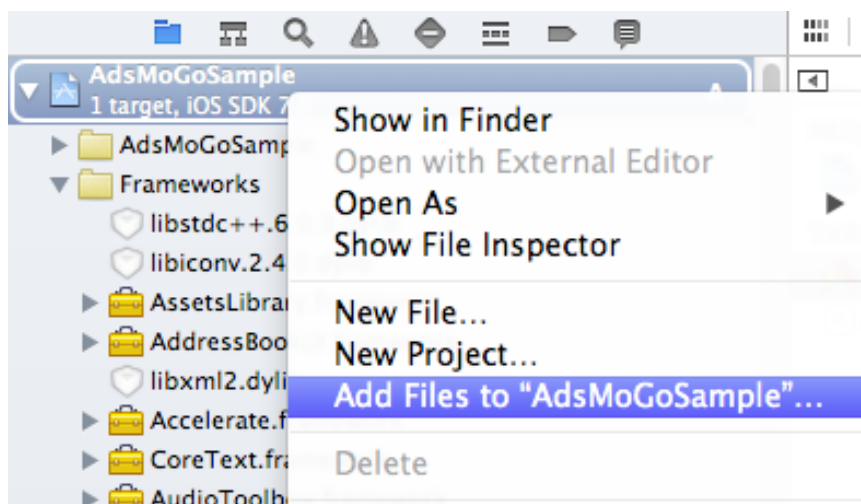 AdsMoGoSample
1 target, iOS SDK 7
AdsMoGoSamp
Frameworks
libstdc++.6
libiconv.2.4
AssetsLibrar
AddressBoo
libxml2.dyli
Accelerate.f
CoreText.fra
AudioToolb
Show in Finder
Open with External Editor
Open As
Show File Inspector
New File...
New Project...
Add Files to “AdsMoGoSample”...
Delete